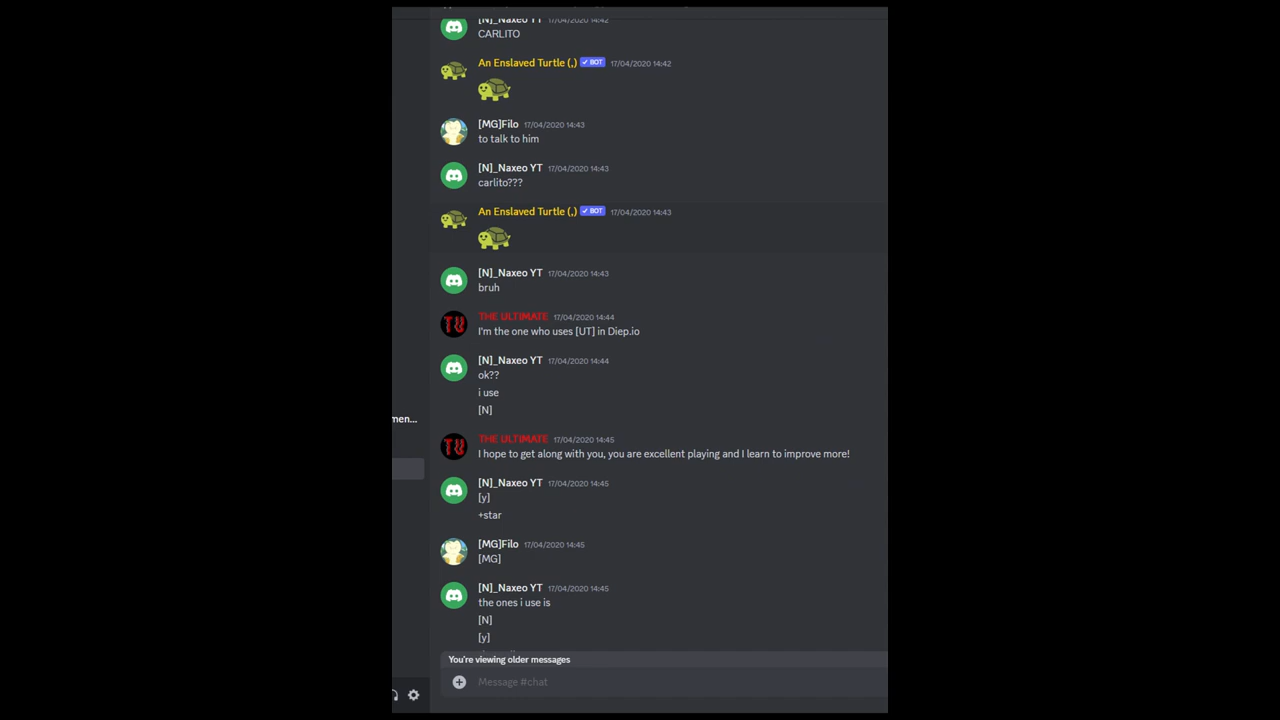 [N]_Naxeo YT 17/04/2020 14:42
CARLITO
An Enslaved Turtle (,) ✓ BOT 17/04/2020 14:42
[MG]Filo 17/04/2020 14:43
to talk to him
[N]_Naxeo YT 17/04/2020 14:43
carlito???
An Enslaved Turtle (,) ✓ BOT 17/04/2020 14:43
[N]_Naxeo YT 17/04/2020 14:43
bruh
THE ULTIMATE 17/04/2020 14:44
I'm the one who uses [UT] in Diep.io
[N]_Naxeo YT 17/04/2020 14:44
ok??
i use
[N]
men...
THE ULTIMATE 17/04/2020 14:45
I hope to get along with you, you are excellent playing and I learn to improve more!
[N]_Naxeo YT 17/04/2020 14:45
[y]
+star
[MG]Filo 17/04/2020 14:45
[MG]
[N]_Naxeo YT 17/04/2020 14:45
the ones i use is
[N]
[y]
You're viewing older messages
Message #chat